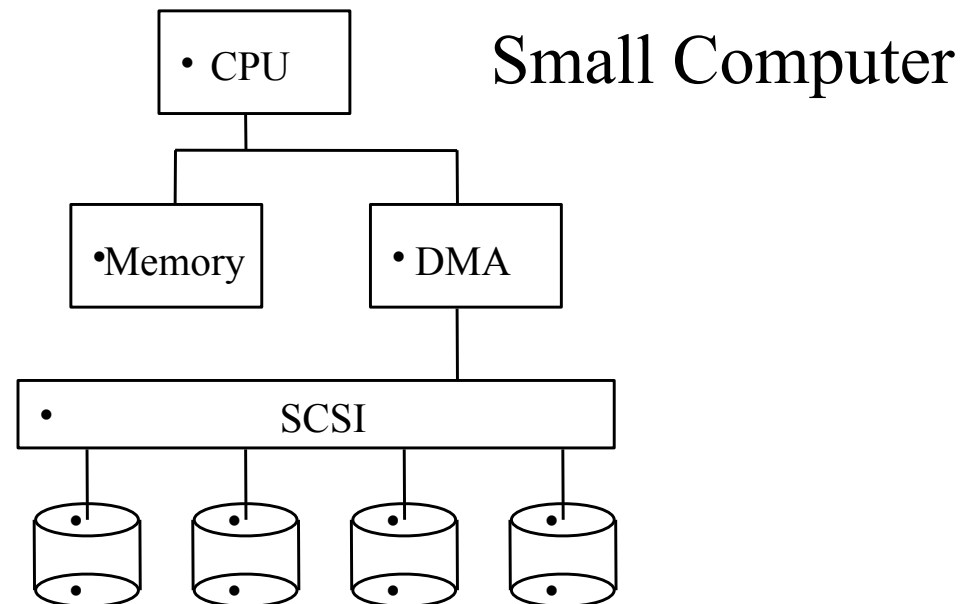 Small Computer
• CPU
•Memory
• DMA
• SCSI
• • • •
• • • •